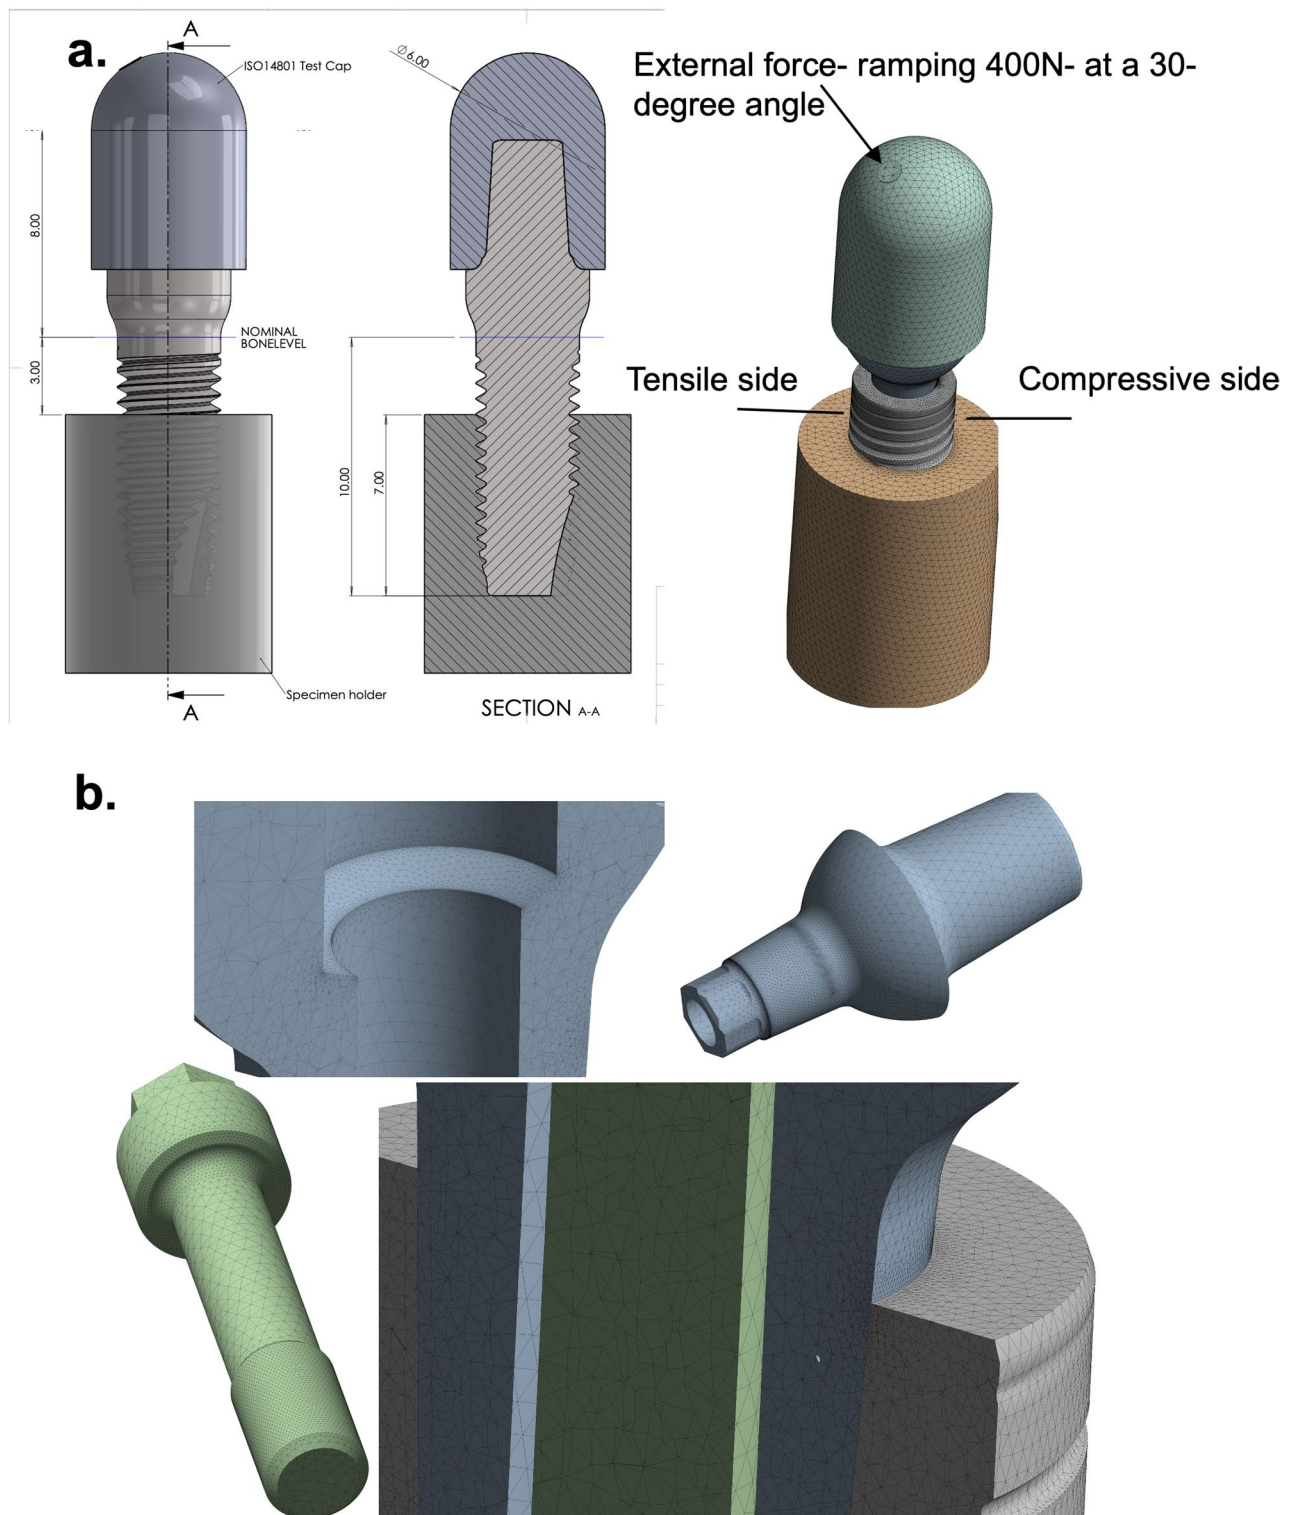 a.
A
ISO14801 Test Cap
8.00
NOMINAL
BONELEVEL
3.00
Specimen holder
A
∅6.00
10.00
7.00
SECTION A-A
External force- ramping 400N- at a 30-
degree angle
Tensile side
Compressive side
b.